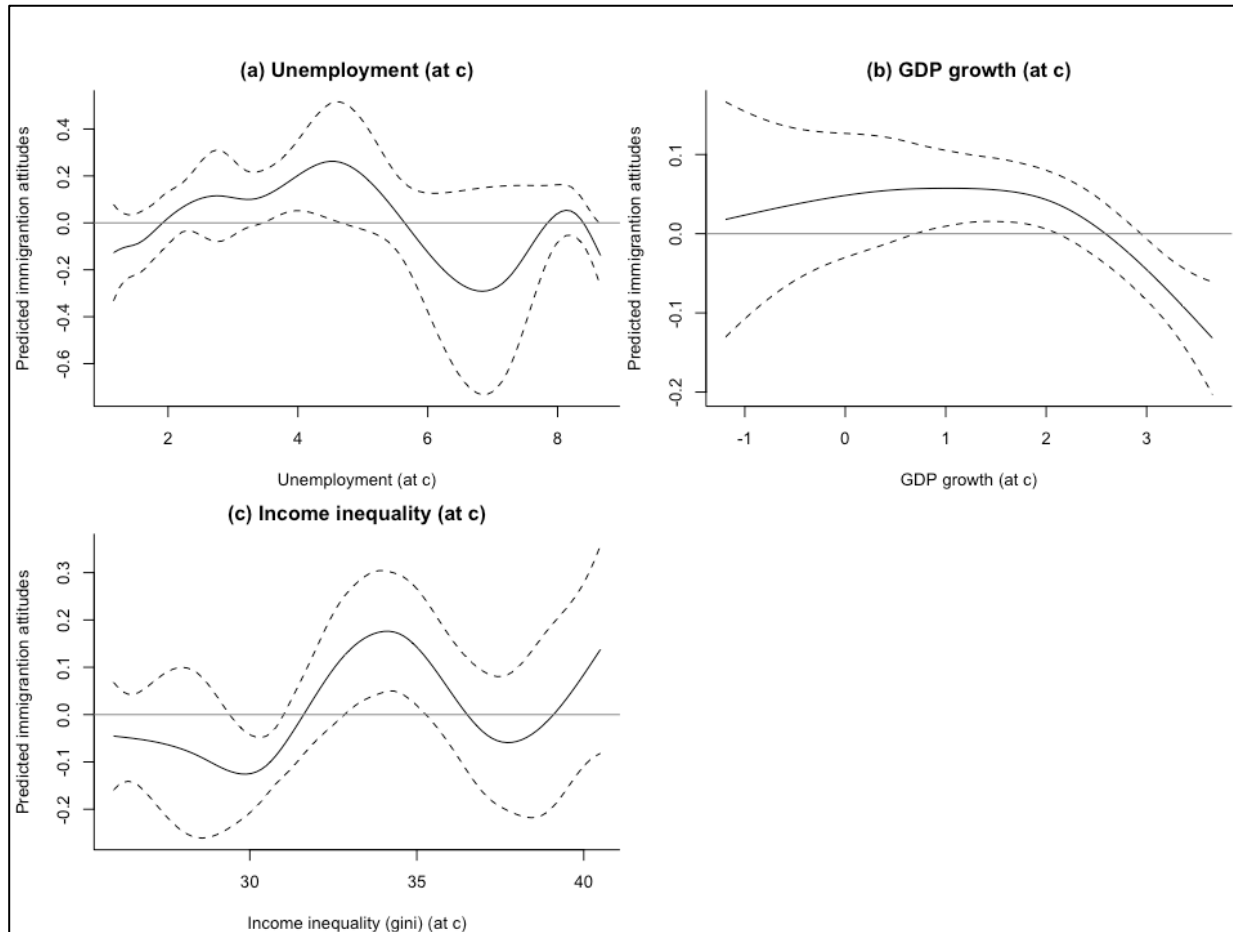 (a) Unemployment (at c)
Predicted immigrantion attitudes
0.4
0.2
0.0
-0.2
-0.4
-0.6
2 4 6 8
Unemployment (at c)
(b) GDP growth (at c)
Predicted immigrantion attitudes
0.1
0.0
-0.1
-0.2
-1 0 1 2 3
GDP growth (at c)
(c) Income inequality (at c)
Predicted immigrantion attitudes
0.3
0.2
0.1
0.0
-0.1
-0.2
30 35 40
Income inequality (gini) (at c)